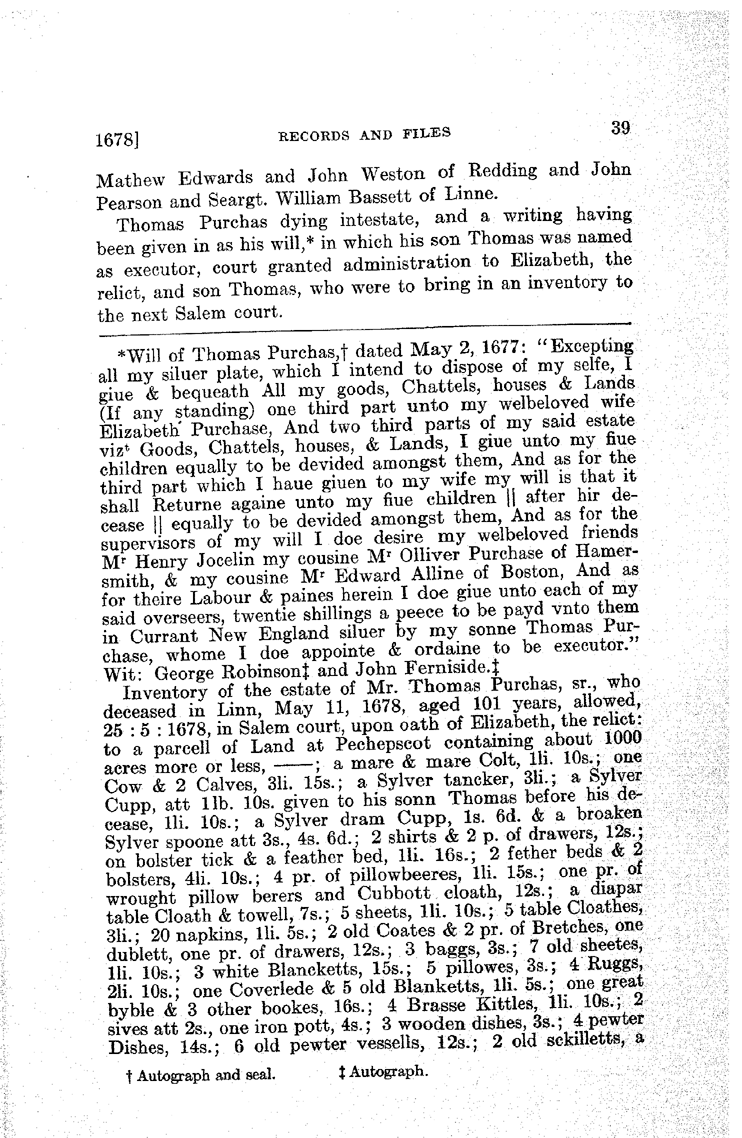 1678] RECORDS AND FILES 39
Mathew Edwards and John Weston of Redding and John
Pearson and Seargt. William Bassett of Linne.
Thomas Purchas dying intestate, and a writing having
been given in as his will,* in which his son Thomas was named
as executor, court granted administration to Elizabeth, the
relict, and son Thomas, who were to bring in an inventory to
the next Salem court.
*Will of Thomas Purchas,† dated May 2, 1677: "Excepting
all my siluer plate, which I intend to dispose of my selfe, I
giue & bequeath All my goods, Chattels, houses & Lands
(If any standing) one third part unto my welbeloved wife
Elizabeth Purchase, And two third parts of my said estate
vizᵗ Goods, Chattels, houses, & Lands, I giue unto my fiue
children equally to be devided amongst them, And as for the
third part which I haue giuen to my wife my will is that it
shall Returne againe unto my fiue children || after hir de-
cease || equally to be devided amongst them, And as for the
supervisors of my will I doe desire my welbeloved friends
Mʳ Henry Jocelin my cousine Mʳ Olliver Purchase of Hamer-
smith, & my cousine Mʳ Edward Alline of Boston, And as
for theire Labour & paines herein I doe giue unto each of my
said overseers, twentie shillings a peece to be payd vnto them
in Currant New England siluer by my sonne Thomas Pur-
chase, whome I doe appointe & ordaine to be executor."
Wit: George Robinson‡ and John Ferniside.‡
Inventory of the estate of Mr. Thomas Purchas, sr., who
deceased in Linn, May 11, 1678, aged 101 years, allowed,
25 : 5 : 1678, in Salem court, upon oath of Elizabeth, the relict:
to a parcell of Land at Pechepscot containing about 1000
acres more or less, ——; a mare & mare Colt, 1li. 10s.; one
Cow & 2 Calves, 3li. 15s.; a Sylver tancker, 3li.; a Sylver
Cupp, att 1lb. 10s. given to his sonn Thomas before his de-
cease, 1li. 10s.; a Sylver dram Cupp, 1s. 6d. & a broaken
Sylver spoone att 3s., 4s. 6d.; 2 shirts & 2 p. of drawers, 12s.;
on bolster tick & a feather bed, 1li. 16s.; 2 fether beds & 2
bolsters, 4li. 10s.; 4 pr. of pillowbeeres, 1li. 15s.; one pr. of
wrought pillow berers and Cubbott cloath, 12s.; a diapar
table Cloath & towell, 7s.; 5 sheets, 1li. 10s.; 5 table Cloathes,
3li.; 20 napkins, 1li. 5s.; 2 old Coates & 2 pr. of Bretches, one
dublett, one pr. of drawers, 12s.; 3 baggs, 3s.; 7 old sheetes,
1li. 10s.; 3 white Blancketts, 15s.; 5 pillowes, 3s.; 4 Ruggs,
2li. 10s.; one Coverlede & 5 old Blanketts, 1li. 5s.; one great
byble & 3 other bookes, 16s.; 4 Brasse Kittles, 1li. 10s.; 2
sives att 2s., one iron pott, 4s.; 3 wooden dishes, 3s.; 4 pewter
Dishes, 14s.; 6 old pewter vessells, 12s.; 2 old sckilletts, a
† Autograph and seal. ‡ Autograph.